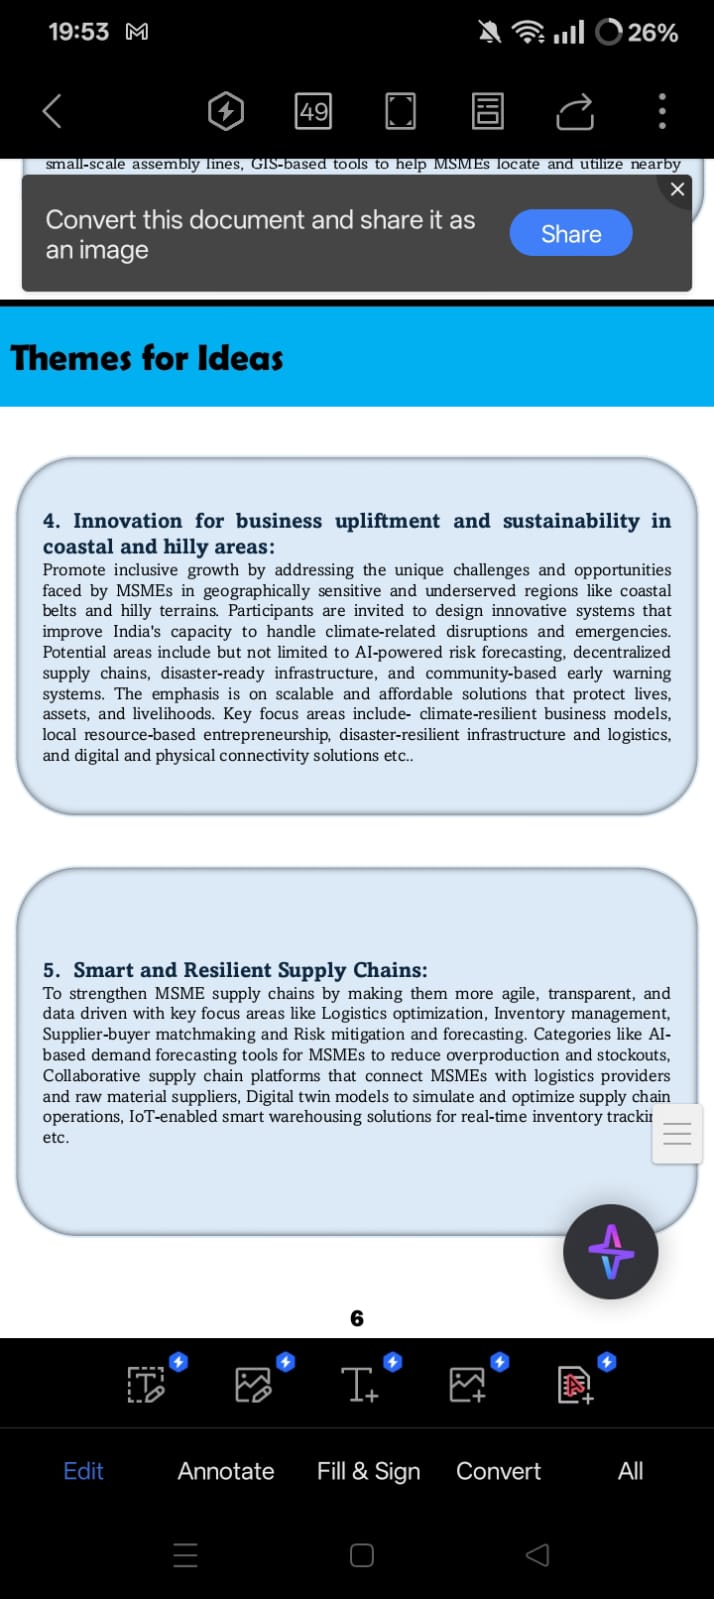 19:53 M 26%
49
small-scale assembly lines, GIS-based tools to help MSMEs locate and utilize nearby
Convert this document and share it as
an image
Share
Themes for Ideas
4. Innovation for business upliftment and sustainability in
coastal and hilly areas:
Promote inclusive growth by addressing the unique challenges and opportunities
faced by MSMEs in geographically sensitive and underserved regions like coastal
belts and hilly terrains. Participants are invited to design innovative systems that
improve India's capacity to handle climate-related disruptions and emergencies.
Potential areas include but not limited to AI-powered risk forecasting, decentralized
supply chains, disaster-ready infrastructure, and community-based early warning
systems. The emphasis is on scalable and affordable solutions that protect lives,
assets, and livelihoods. Key focus areas include- climate-resilient business models,
local resource-based entrepreneurship, disaster-resilient infrastructure and logistics,
and digital and physical connectivity solutions etc..
5. Smart and Resilient Supply Chains:
To strengthen MSME supply chains by making them more agile, transparent, and
data driven with key focus areas like Logistics optimization, Inventory management,
Supplier-buyer matchmaking and Risk mitigation and forecasting. Categories like AI-
based demand forecasting tools for MSMEs to reduce overproduction and stockouts,
Collaborative supply chain platforms that connect MSMEs with logistics providers
and raw material suppliers, Digital twin models to simulate and optimize supply chain
operations, IoT-enabled smart warehousing solutions for real-time inventory
etc.
6
Edit Annotate Fill & Sign Convert All